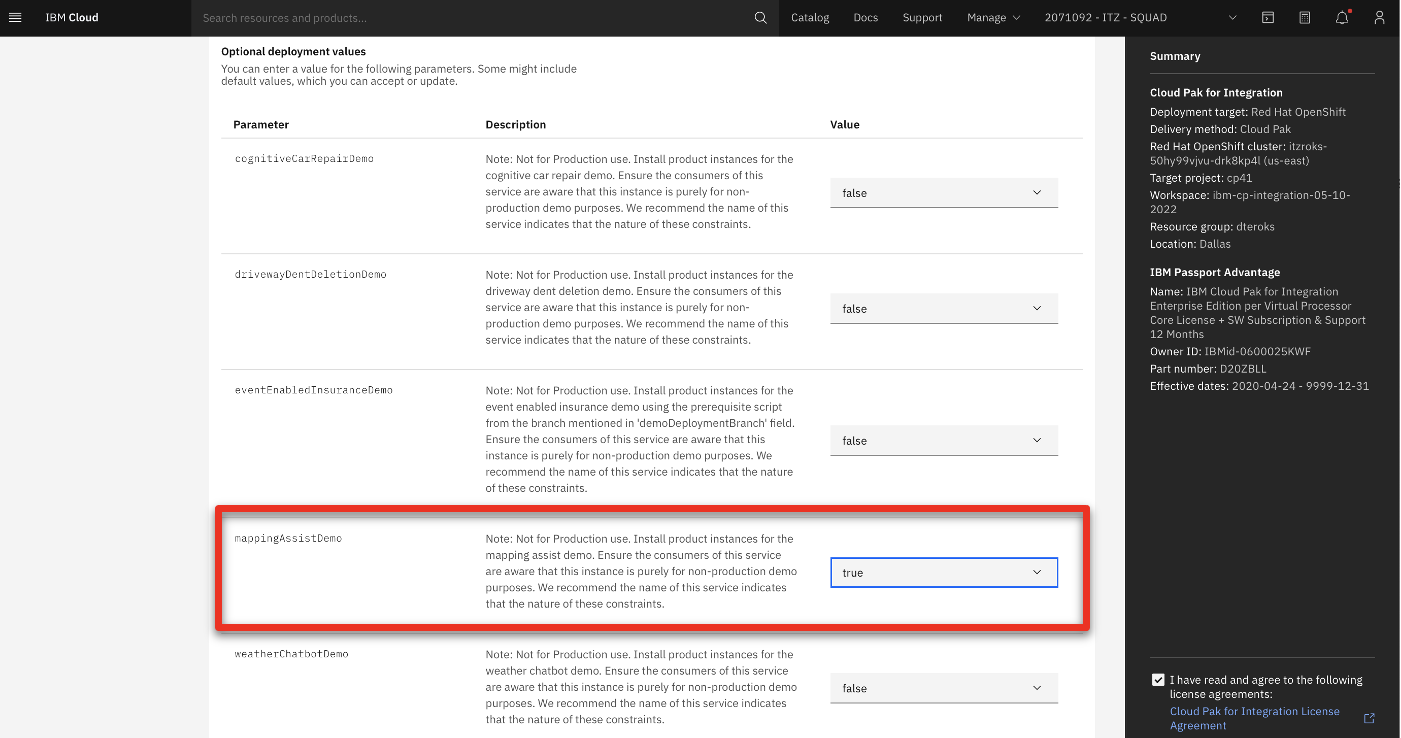 IBM Cloud
Search resources and products...
Catalog
Docs
Support
Manage
2071092 - ITZ - SQUAD
Optional deployment values
You can enter a value for the following parameters. Some might include
default values, which you can accept or update.
Parameter
Description
Value
cognitiveCarRepairDemo
Note: Not for Production use. Install product instances for the
cognitive car repair demo. Ensure the consumers of this
service are aware that this instance is purely for non-
production demo purposes. We recommend the name of this
service indicates that the nature of these constraints.
false
drivewayDentDeletionDemo
Note: Not for Production use. Install product instances for the
driveway dent deletion demo. Ensure the consumers of this
service are aware that this instance is purely for non-
production demo purposes. We recommend the name of this
service indicates that the nature of these constraints.
false
eventEnabledInsuranceDemo
Note: Not for Production use. Install product instances for the
event enabled insurance demo using the prerequisite script
from the branch mentioned in 'demoDeploymentBranch' field.
Ensure the consumers of this service are aware that this
instance is purely for non-production demo purposes. We
recommend the name of this service indicates that the nature
of these constraints.
false
mappingAssistDemo
Note: Not for Production use. Install product instances for the
mapping assist demo. Ensure the consumers of this service
are aware that this instance is purely for non-production demo
purposes. We recommend the name of this service indicates
that the nature of these constraints.
true
weatherChatbotDemo
Note: Not for Production use. Install product instances for the
weather chatbot demo. Ensure the consumers of this service
are aware that this instance is purely for non-production demo
purposes. We recommend the name of this service indicates
that the nature of these constraints.
false
Summary
Cloud Pak for Integration
Deployment target: Red Hat OpenShift
Delivery method: Cloud Pak
Red Hat OpenShift cluster: itzroks-
50hy99vjvu-drk8kp4l (us-east)
Target project: cp41
Workspace: ibm-cp-integration-05-10-
2022
Resource group: dteroks
Location: Dallas
IBM Passport Advantage
Name: IBM Cloud Pak for Integration
Enterprise Edition per Virtual Processor
Core License + SW Subscription & Support
12 Months
Owner ID: IBMid-0600025KWF
Part number: D20ZBLL
Effective dates: 2020-04-24 - 9999-12-31
I have read and agree to the following
license agreements:
Cloud Pak for Integration License
Agreement